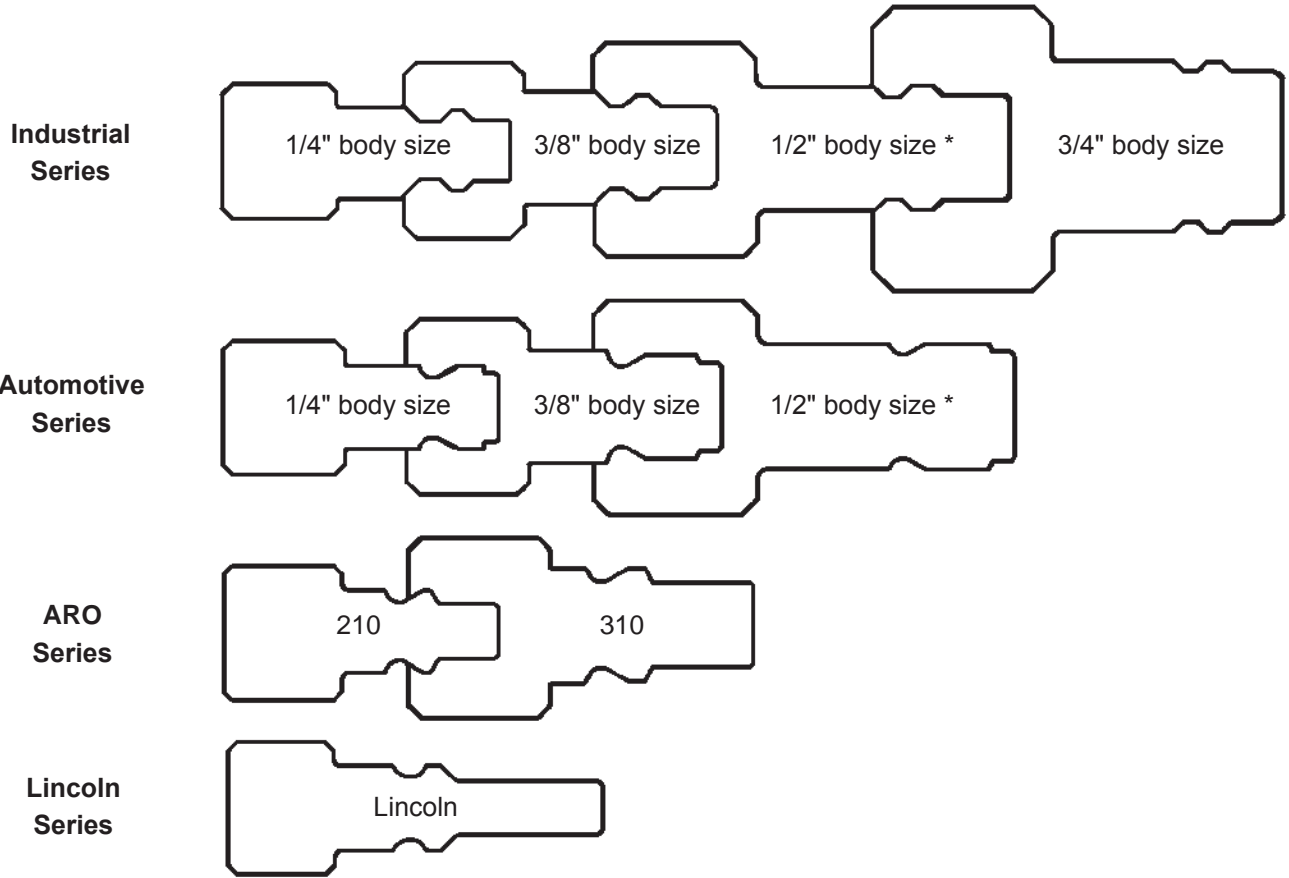 Industrial
Series
1/4" body size
3/8" body size
1/2" body size *
3/4" body size
Automotive
Series
1/4" body size
3/8" body size
1/2" body size *
ARO
Series
210
310
Lincoln
Series
Lincoln